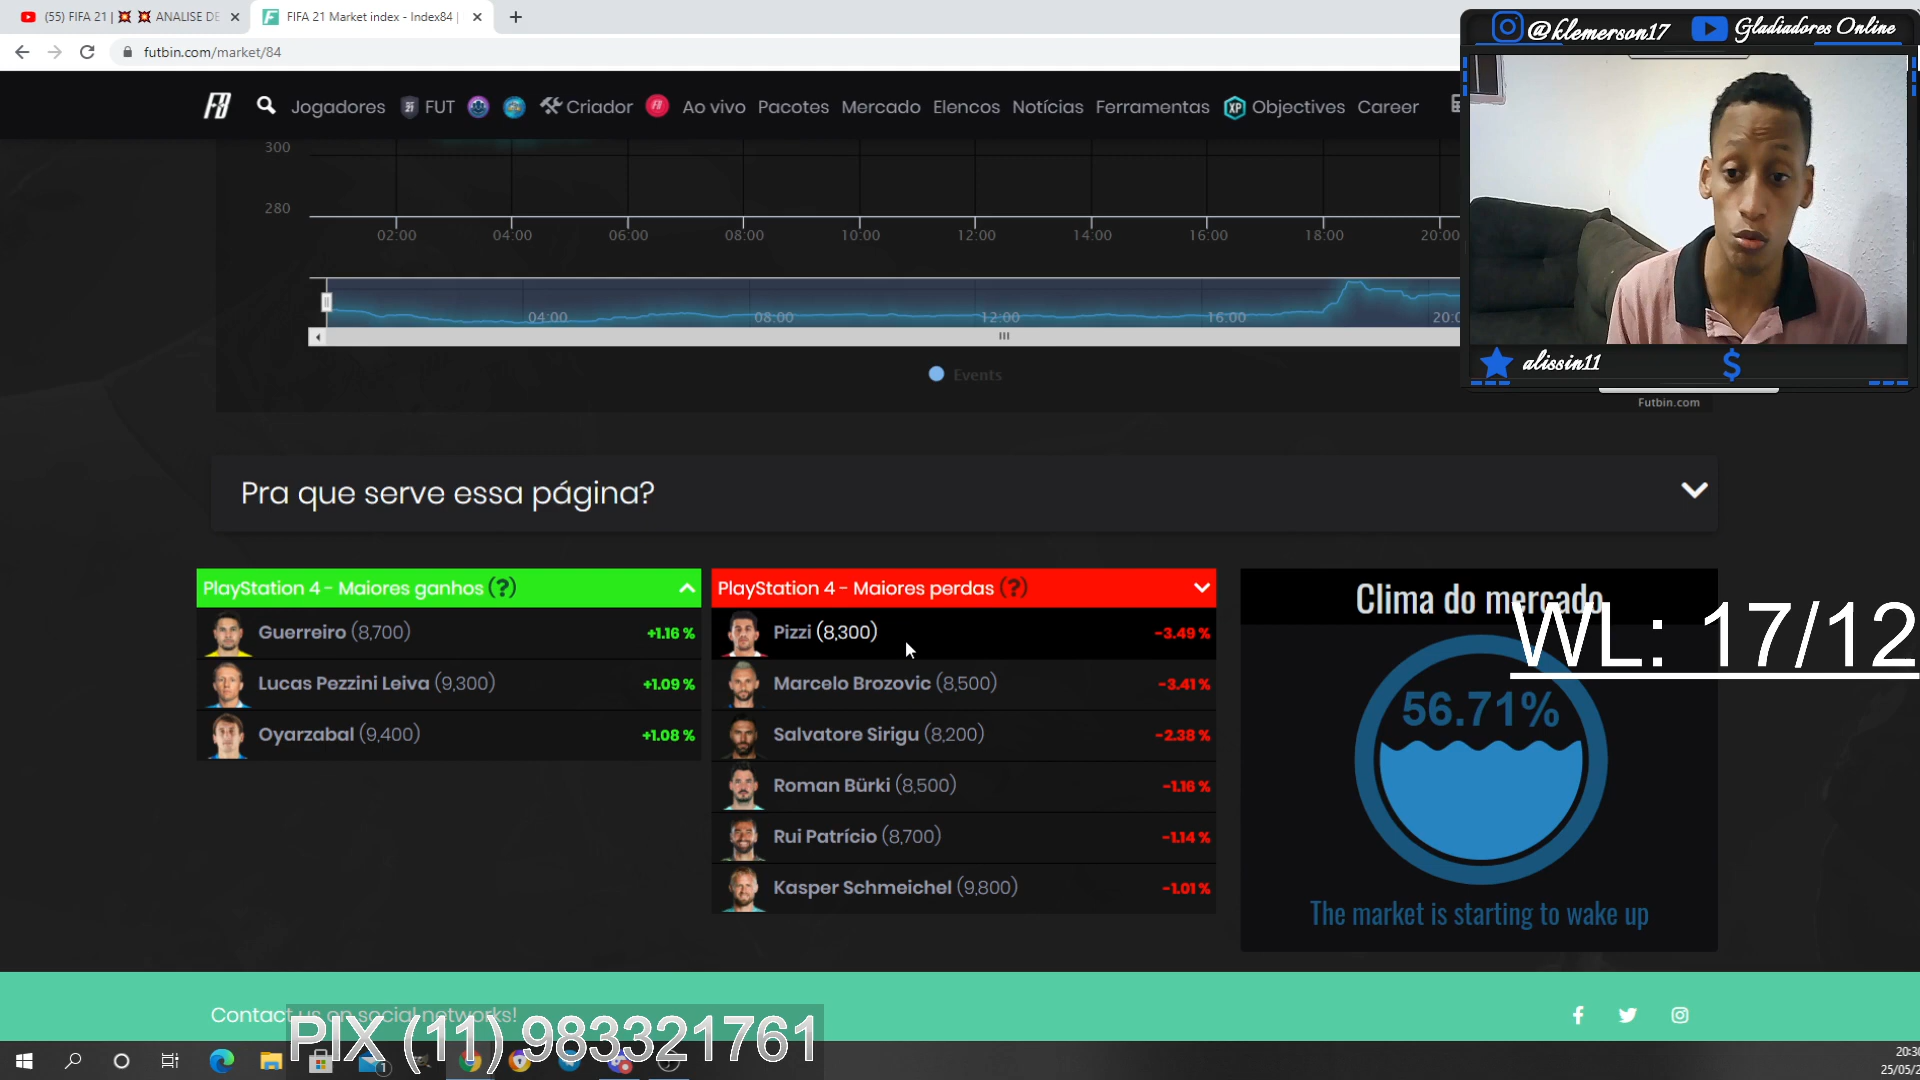 (55) FIFA 21 | 💥 💥 ANALISE DE
FIFA 21 Market index - Index84 |
futbin.com/market/84
@klemerson17 Gladiadores Online
Jogadores FUT Criador Ao vivo Pacotes Mercado Elencos Notícias Ferramentas XP Objectives Career
300
280
02:00 04:00 06:00 08:00 10:00 12:00 14:00 16:00 18:00 20:00
04:00 08:00 12:00 16:00
alissin11 $
Events
Futbin.com
Pra que serve essa página?
PlayStation 4 - Maiores ganhos (?)
Guerreiro (8,700) +1.16 %
Lucas Pezzini Leiva (9,300) +1.09 %
Oyarzabal (9,400) +1.08 %
PlayStation 4 - Maiores perdas (?)
Pizzi (8,300) -3.49 %
Marcelo Brozovic (8,500) -3.41 %
Salvatore Sirigu (8,200) -2.38 %
Roman Bürki (8,500) -1.16 %
Rui Patrício (8,700) -1.14 %
Kasper Schmeichel (9,800) -1.01 %
Clima do mercado
WL: 17/12
56.71%
The market is starting to wake up
Contact us on social networks!
PIX (11) 983321761